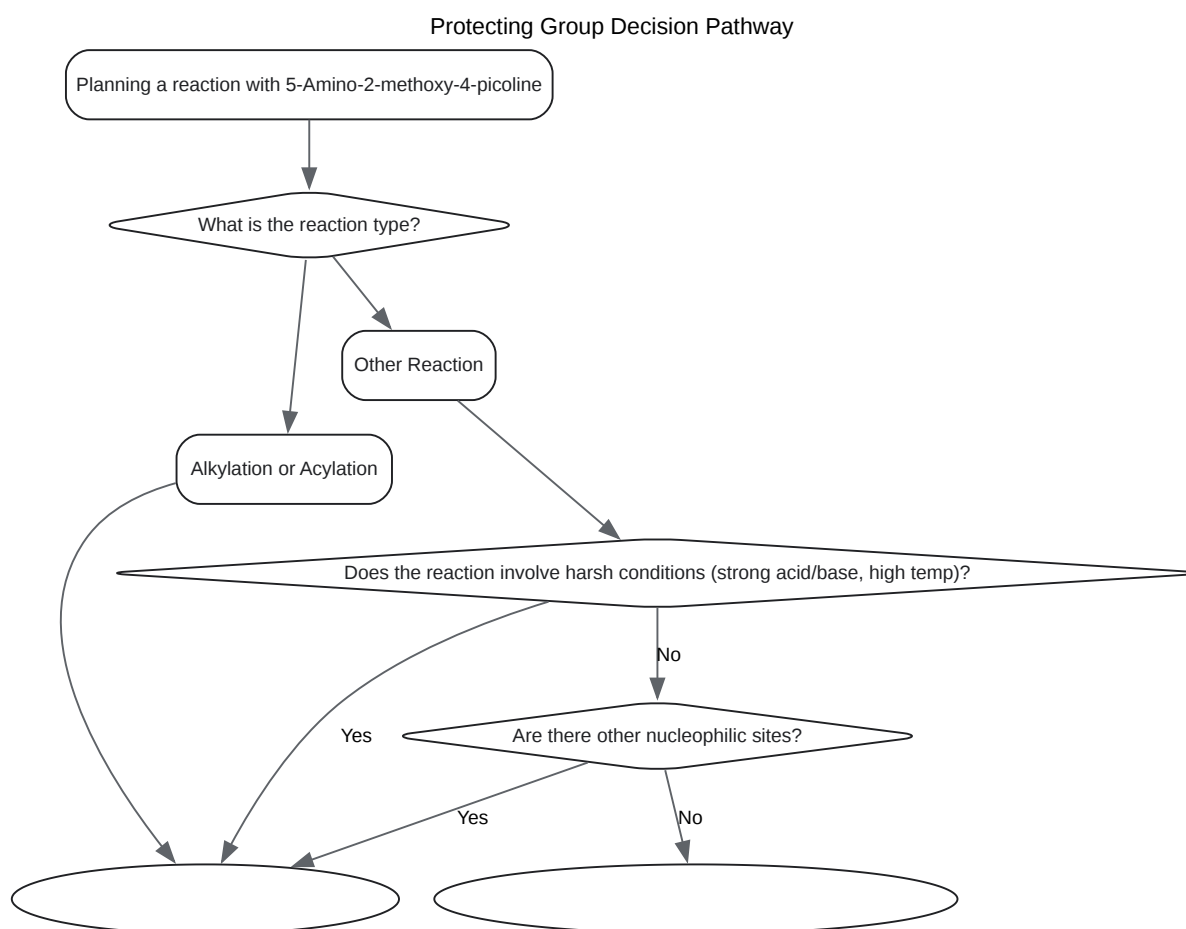 Protecting Group Decision Pathway
Planning a reaction with 5-Amino-2-methoxy-4-picoline
What is the reaction type?
Other Reaction
Alkylation or Acylation
Does the reaction involve harsh conditions (strong acid/base, high temp)?
No
Yes
Are there other nucleophilic sites?
Yes
No